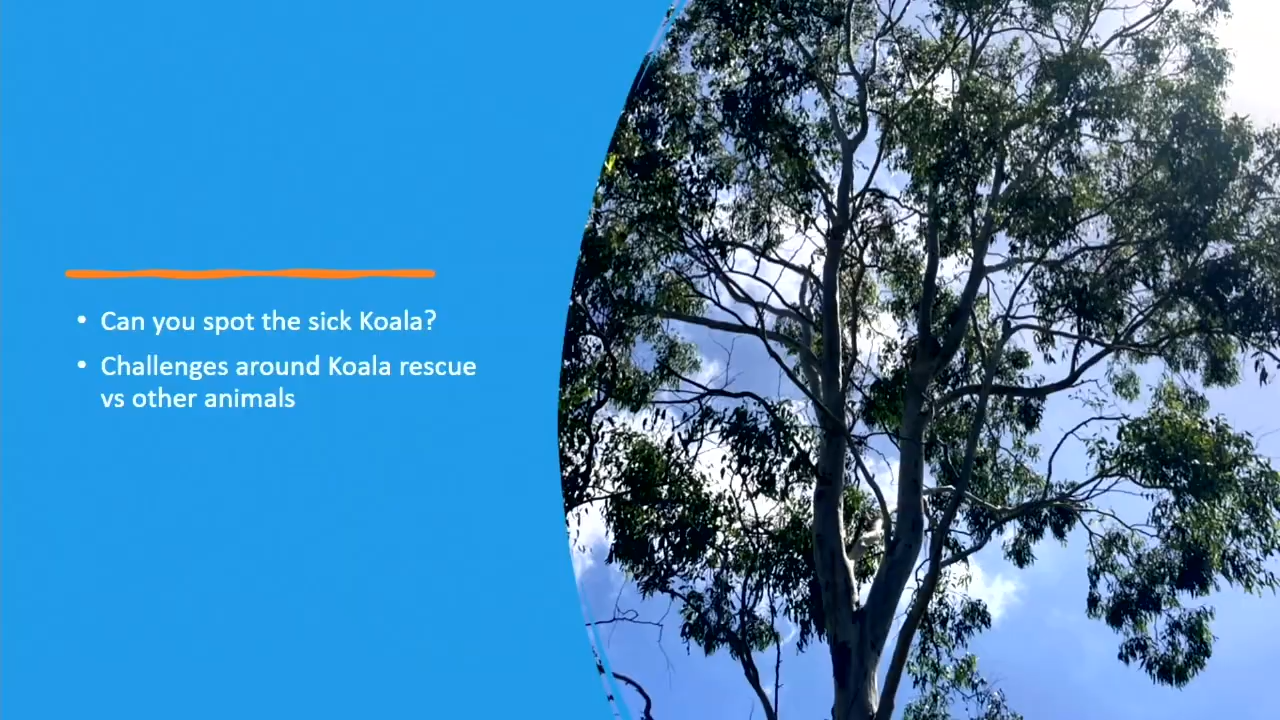 • Can you spot the sick Koala?
• Challenges around Koala rescue
vs other animals